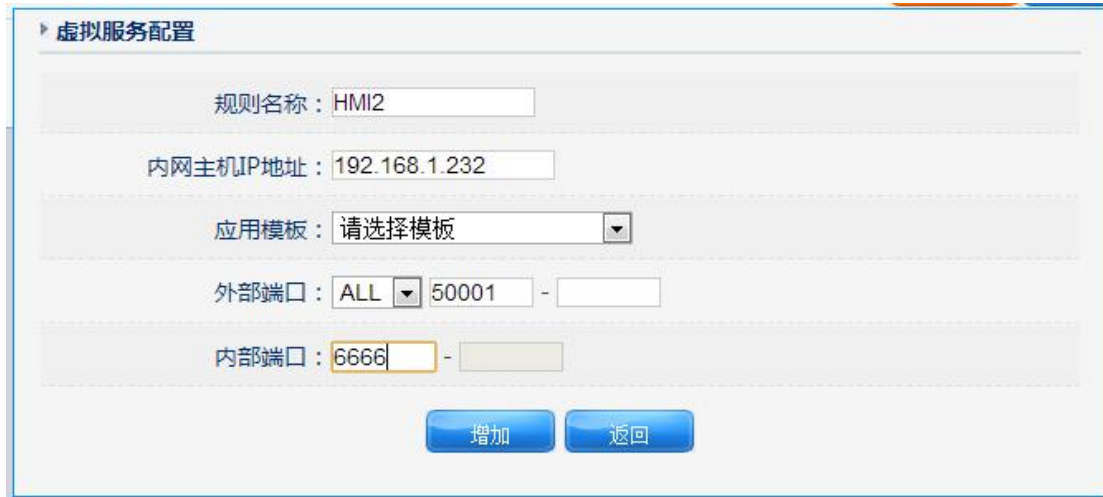 虚拟服务配置
规则名称：HMI2
内网主机IP地址：192.168.1.232
应用模板：请选择模板
外部端口：ALL 50001 -
内部端口：6666 -
增加 返回